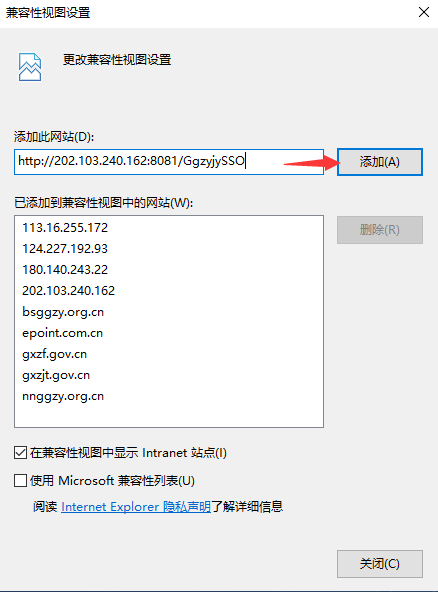 兼容性视图设置
更改兼容性视图设置
添加此网站(D):
http://202.103.240.162:8081/GgzyjySSO
添加(A)
已添加到兼容性视图中的网站(W):
113.16.255.172
删除(R)
124.227.192.93
180.140.243.22
202.103.240.162
bsggzy.org.cn
epoint.com.cn
gxzf.gov.cn
gxzjt.gov.cn
nnggzy.org.cn
在兼容性视图中显示 Intranet 站点(I)
使用 Microsoft 兼容性列表(U)
阅读 Internet Explorer 隐私声明了解详细信息
关闭(C)